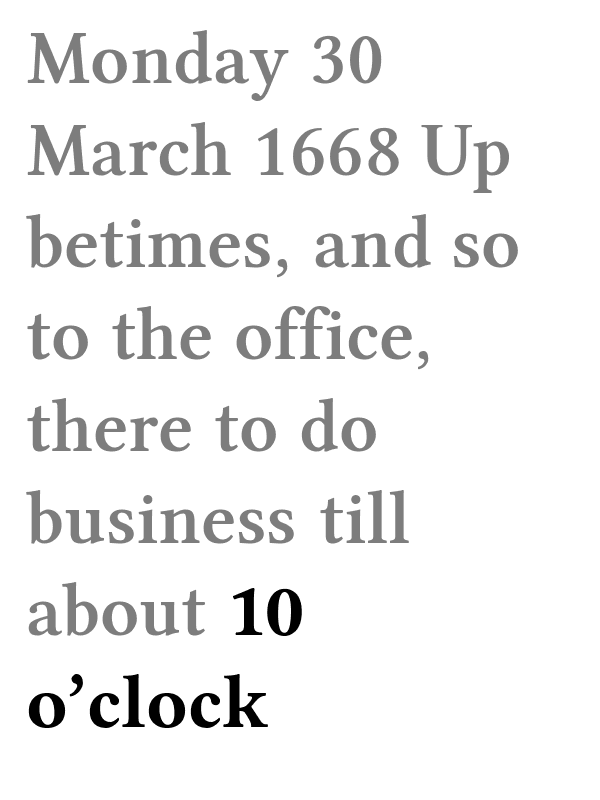 Monday 30
March 1668 Up
betimes, and so
to the office,
there to do
business till
about 10
o’clock